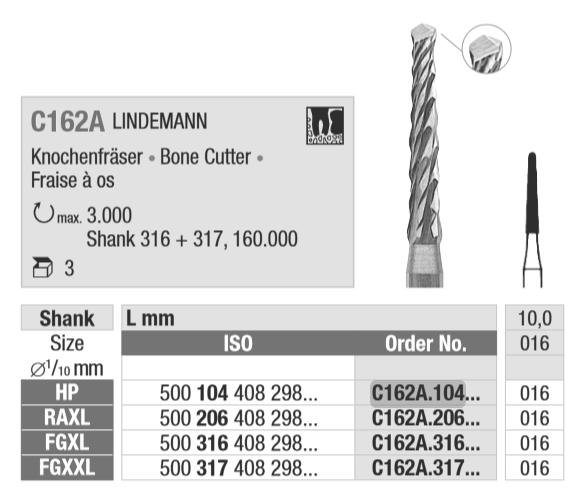 C162A LINDEMANN
Knochenfräser • Bone Cutter •
Fraise à os
max. 3.000
Shank 316 + 317, 160.000
3
Shank L mm 10,0
Size ISO Order No. 016
∅1/10 mm
HP 500 104 408 298... C162A.104... 016
RAXL 500 206 408 298... C162A.206... 016
FGXL 500 316 408 298... C162A.316... 016
FGXXL 500 317 408 298... C162A.317... 016